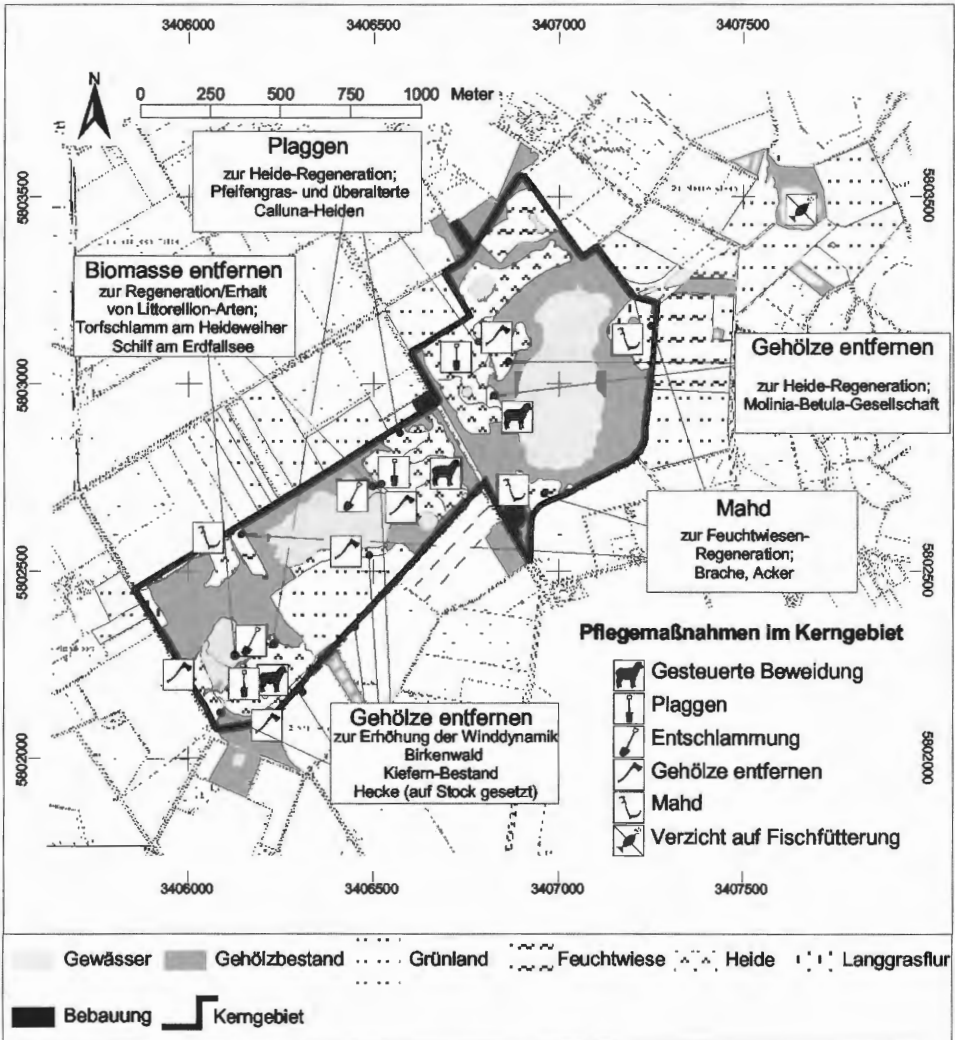 3406000 3406500 3407000 3407500
N
0 250 500 750 1000 Meter
Plaggen
zur Heide-Regeneration;
Pfeifengras- und überalterte
Calluna-Heiden
5803500 5803500
Biomasse entfernen
zur Regeneration/Erhalt
von Littorellion-Arten;
Torfschlamm am Heideweiher
Schilf am Erdfallsee
Gehölze entfernen
zur Heide-Regeneration;
Molinia-Betula-Gesellschaft
5803000
Mahd
zur Feuchtwiesen-
Regeneration;
Brache, Acker
5802500 5802500
Pflegemaßnahmen im Kerngebiet
Gesteuerte Beweidung
Plaggen
Entschlammung
Gehölze entfernen
Mahd
Verzicht auf Fischfütterung
Gehölze entfernen
zur Erhöhung der Winddynamik
Birkenwald
Kiefern-Bestand
Hecke (auf Stock gesetzt)
5802000 5802000
3406000 3406500 3407000 3407500
Gewässer Gehölzbestand Grünland Feuchtwiese Heide Langgrasflur
Bebauung Kerngebiet